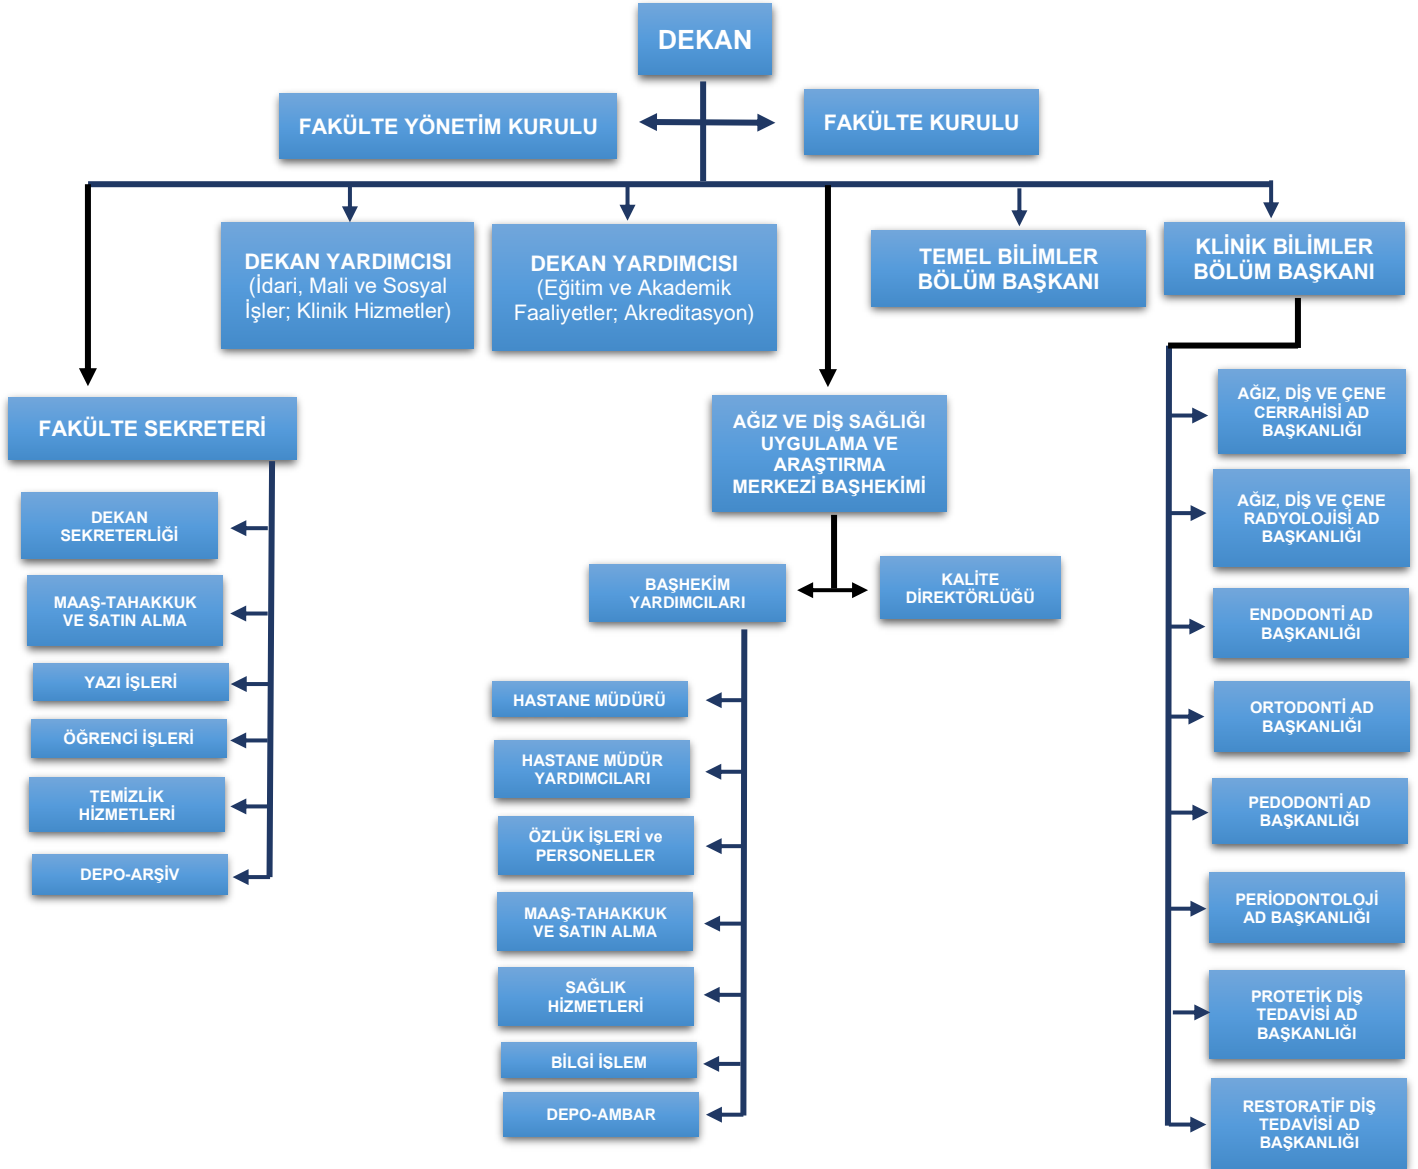 DEKAN
FAKÜLTE YÖNETİM KURULU
FAKÜLTE KURULU
DEKAN YARDIMCISI
(İdari, Mali ve Sosyal
İşler; Klinik Hizmetler)
DEKAN YARDIMCISI
(Eğitim ve Akademik
Faaliyetler; Akreditasyon)
TEMEL BİLİMLER
BÖLÜM BAŞKANI
KLİNİK BİLİMLER
BÖLÜM BAŞKANI
FAKÜLTE SEKRETERİ
DEKAN
SEKRETERLİĞİ
MAAŞ-TAHAKKUK
VE SATIN ALMA
YAZI İŞLERİ
ÖĞRENCİ İŞLERİ
TEMİZLİK
HİZMETLERİ
DEPO-ARŞİV
AĞIZ VE DİŞ SAĞLIĞI
UYGULAMA VE
ARAŞTIRMA
MERKEZİ BAŞHEKİMİ
BAŞHEKİM
YARDIMCILARI
KALİTE
DİREKTÖRLÜĞÜ
HASTANE MÜDÜRÜ
HASTANE MÜDÜR
YARDIMCILARI
ÖZLÜK İŞLERİ ve
PERSONELLER
MAAŞ-TAHAKKUK
VE SATIN ALMA
SAĞLIK
HİZMETLERİ
BİLGİ İŞLEM
DEPO-AMBAR
AĞIZ, DİŞ VE ÇENE
CERRAHİSİ AD
BAŞKANLIĞI
AĞIZ, DİŞ VE ÇENE
RADYOLOJİSİ AD
BAŞKANLIĞI
ENDODONTİ AD
BAŞKANLIĞI
ORTODONTİ AD
BAŞKANLIĞI
PEDODONTİ AD
BAŞKANLIĞI
PERİODONTOLOJİ
AD BAŞKANLIĞI
PROTETİK DİŞ
TEDAVİSİ AD
BAŞKANLIĞI
RESTORATİF DİŞ
TEDAVİSİ AD
BAŞKANLIĞI